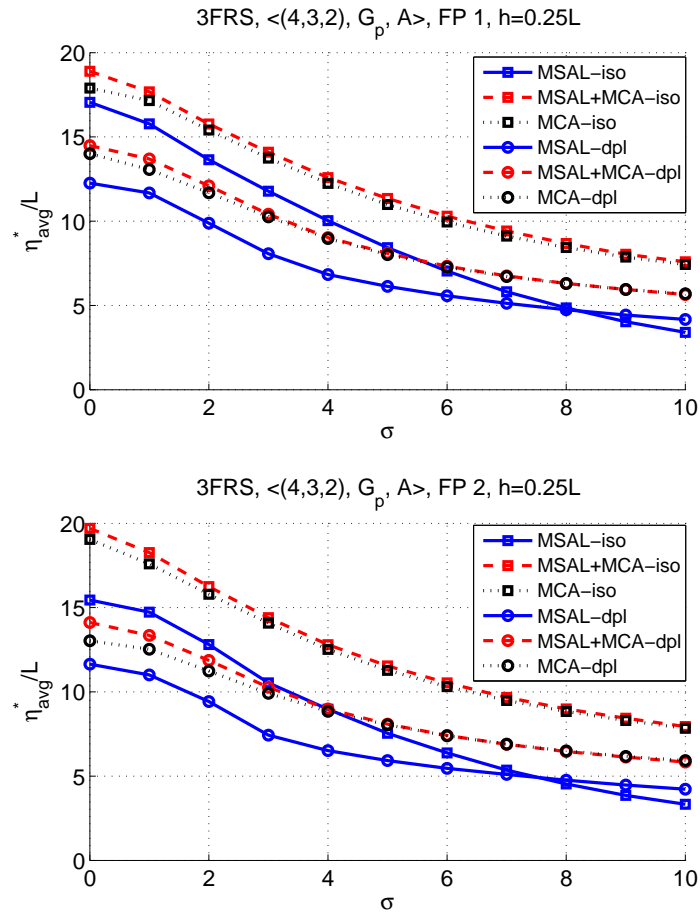 3FRS, <(4,3,2), G_p, A>, FP 1, h=0.25L
20
15
10
5
0
η*_avg/L
MSAL−iso
MSAL+MCA−iso
MCA−iso
MSAL−dpl
MSAL+MCA−dpl
MCA−dpl
0 2 4 6 8 10
σ
3FRS, <(4,3,2), G_p, A>, FP 2, h=0.25L
20
15
10
5
0
η*_avg/L
MSAL−iso
MSAL+MCA−iso
MCA−iso
MSAL−dpl
MSAL+MCA−dpl
MCA−dpl
0 2 4 6 8 10
σ